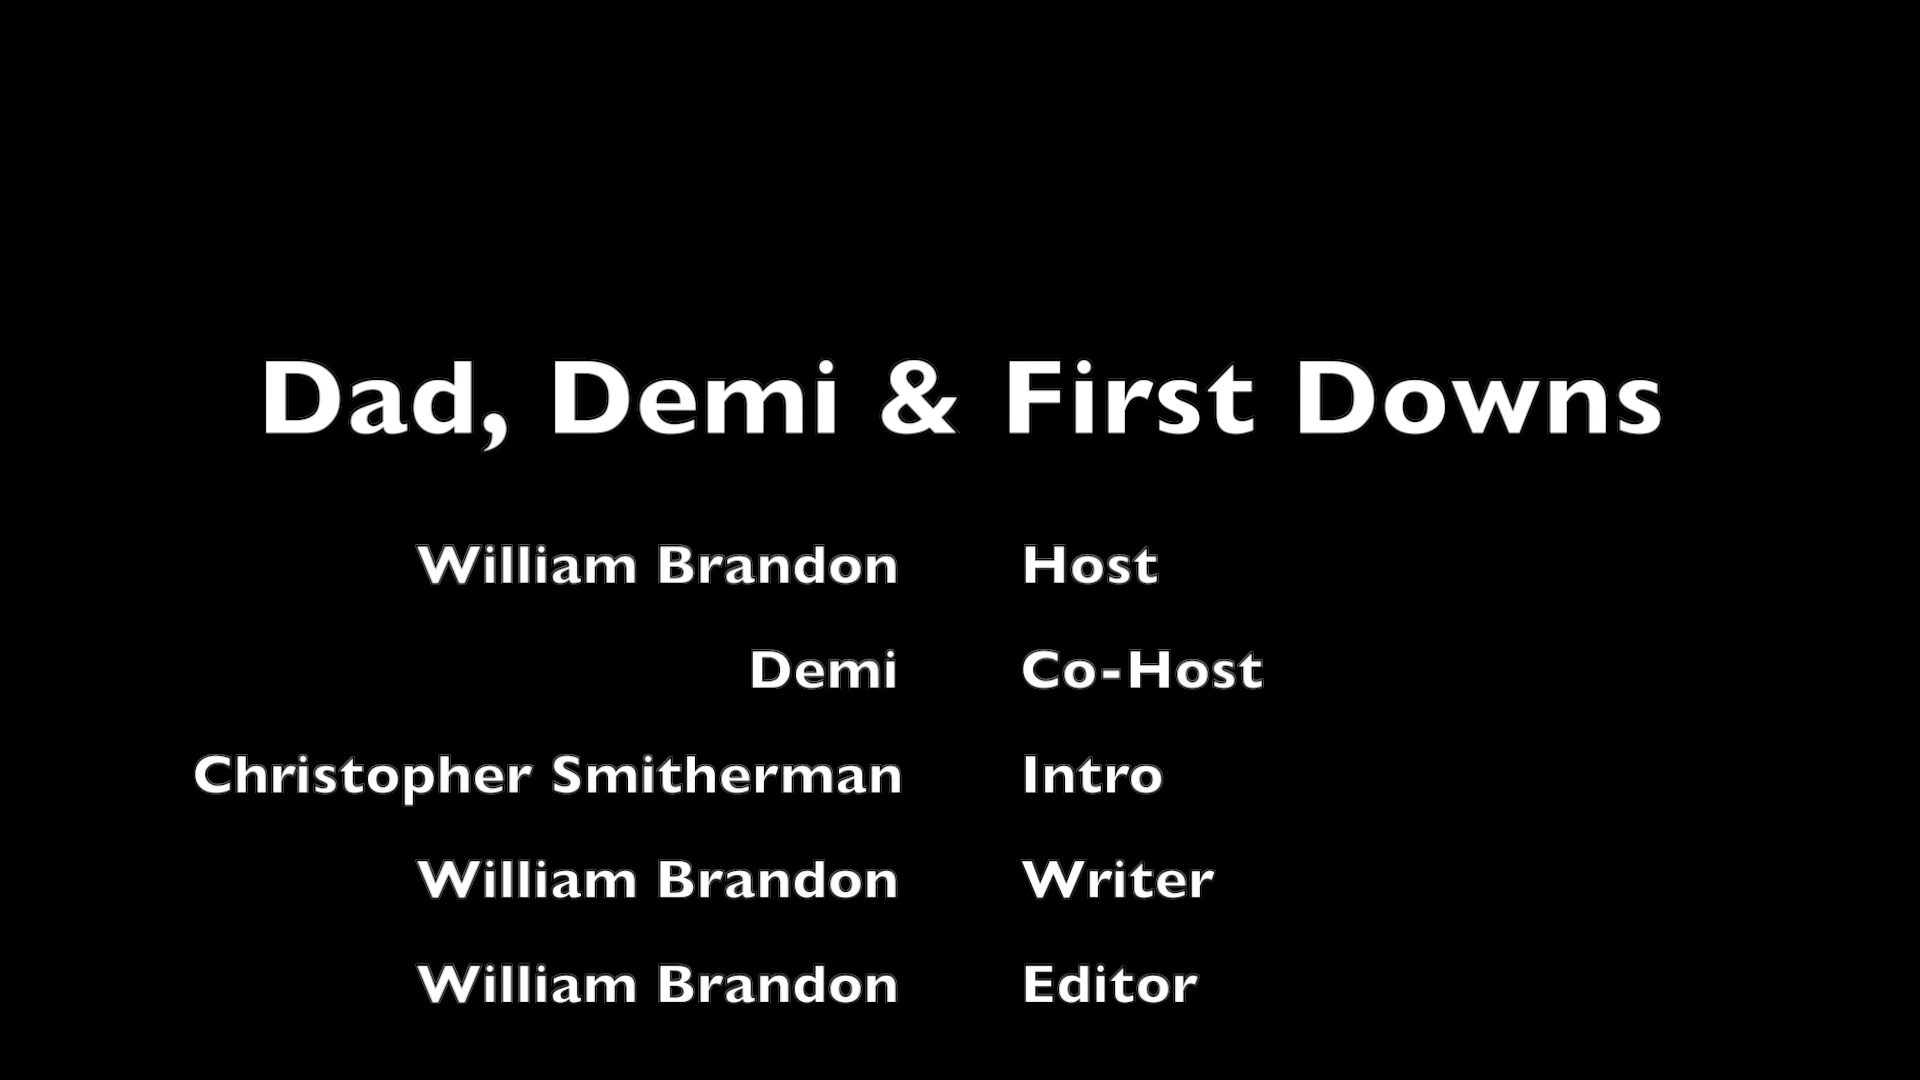 Dad, Demi & First Downs
William Brandon Host
Demi Co-Host
Christopher Smitherman Intro
William Brandon Writer
William Brandon Editor